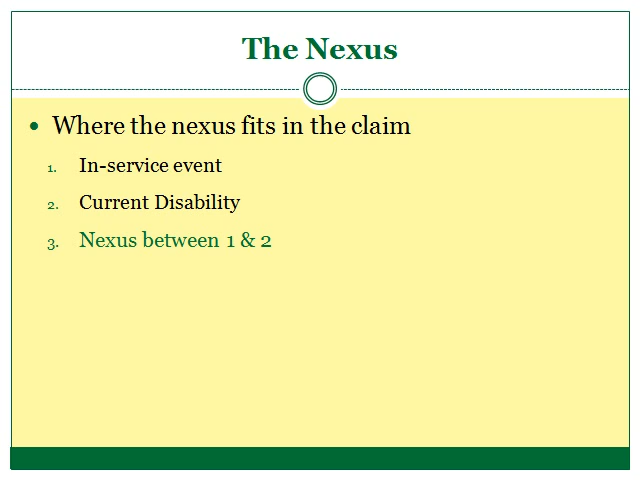 The Nexus
• Where the nexus fits in the claim
1. In-service event
2. Current Disability
3. Nexus between 1 & 2